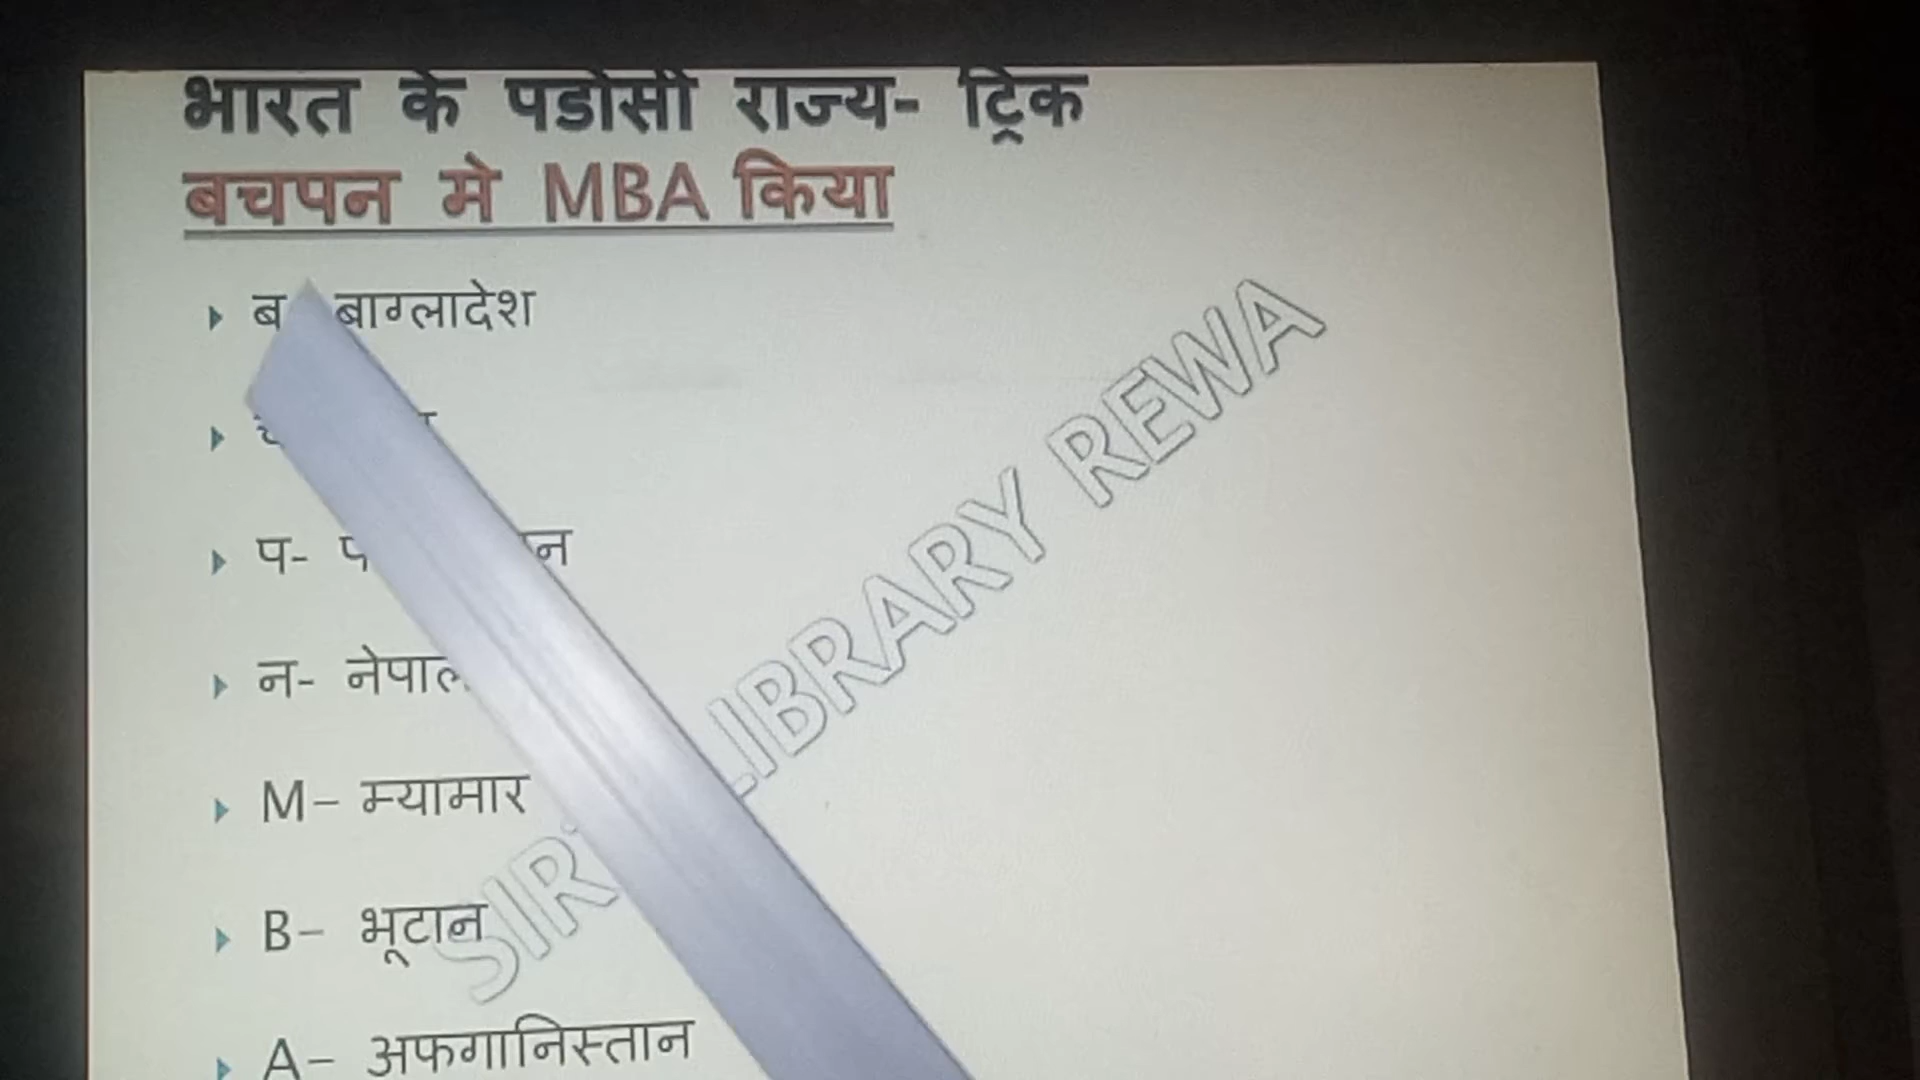 भारत के पडोसी राज्य- ट्रिक
बचपन मे MBA किया
ब बाग्लादेश
प-
न- नेपाल
M- म्यामार
B- भूटान
A- अफगानिस्तान
LIBRARY REWA